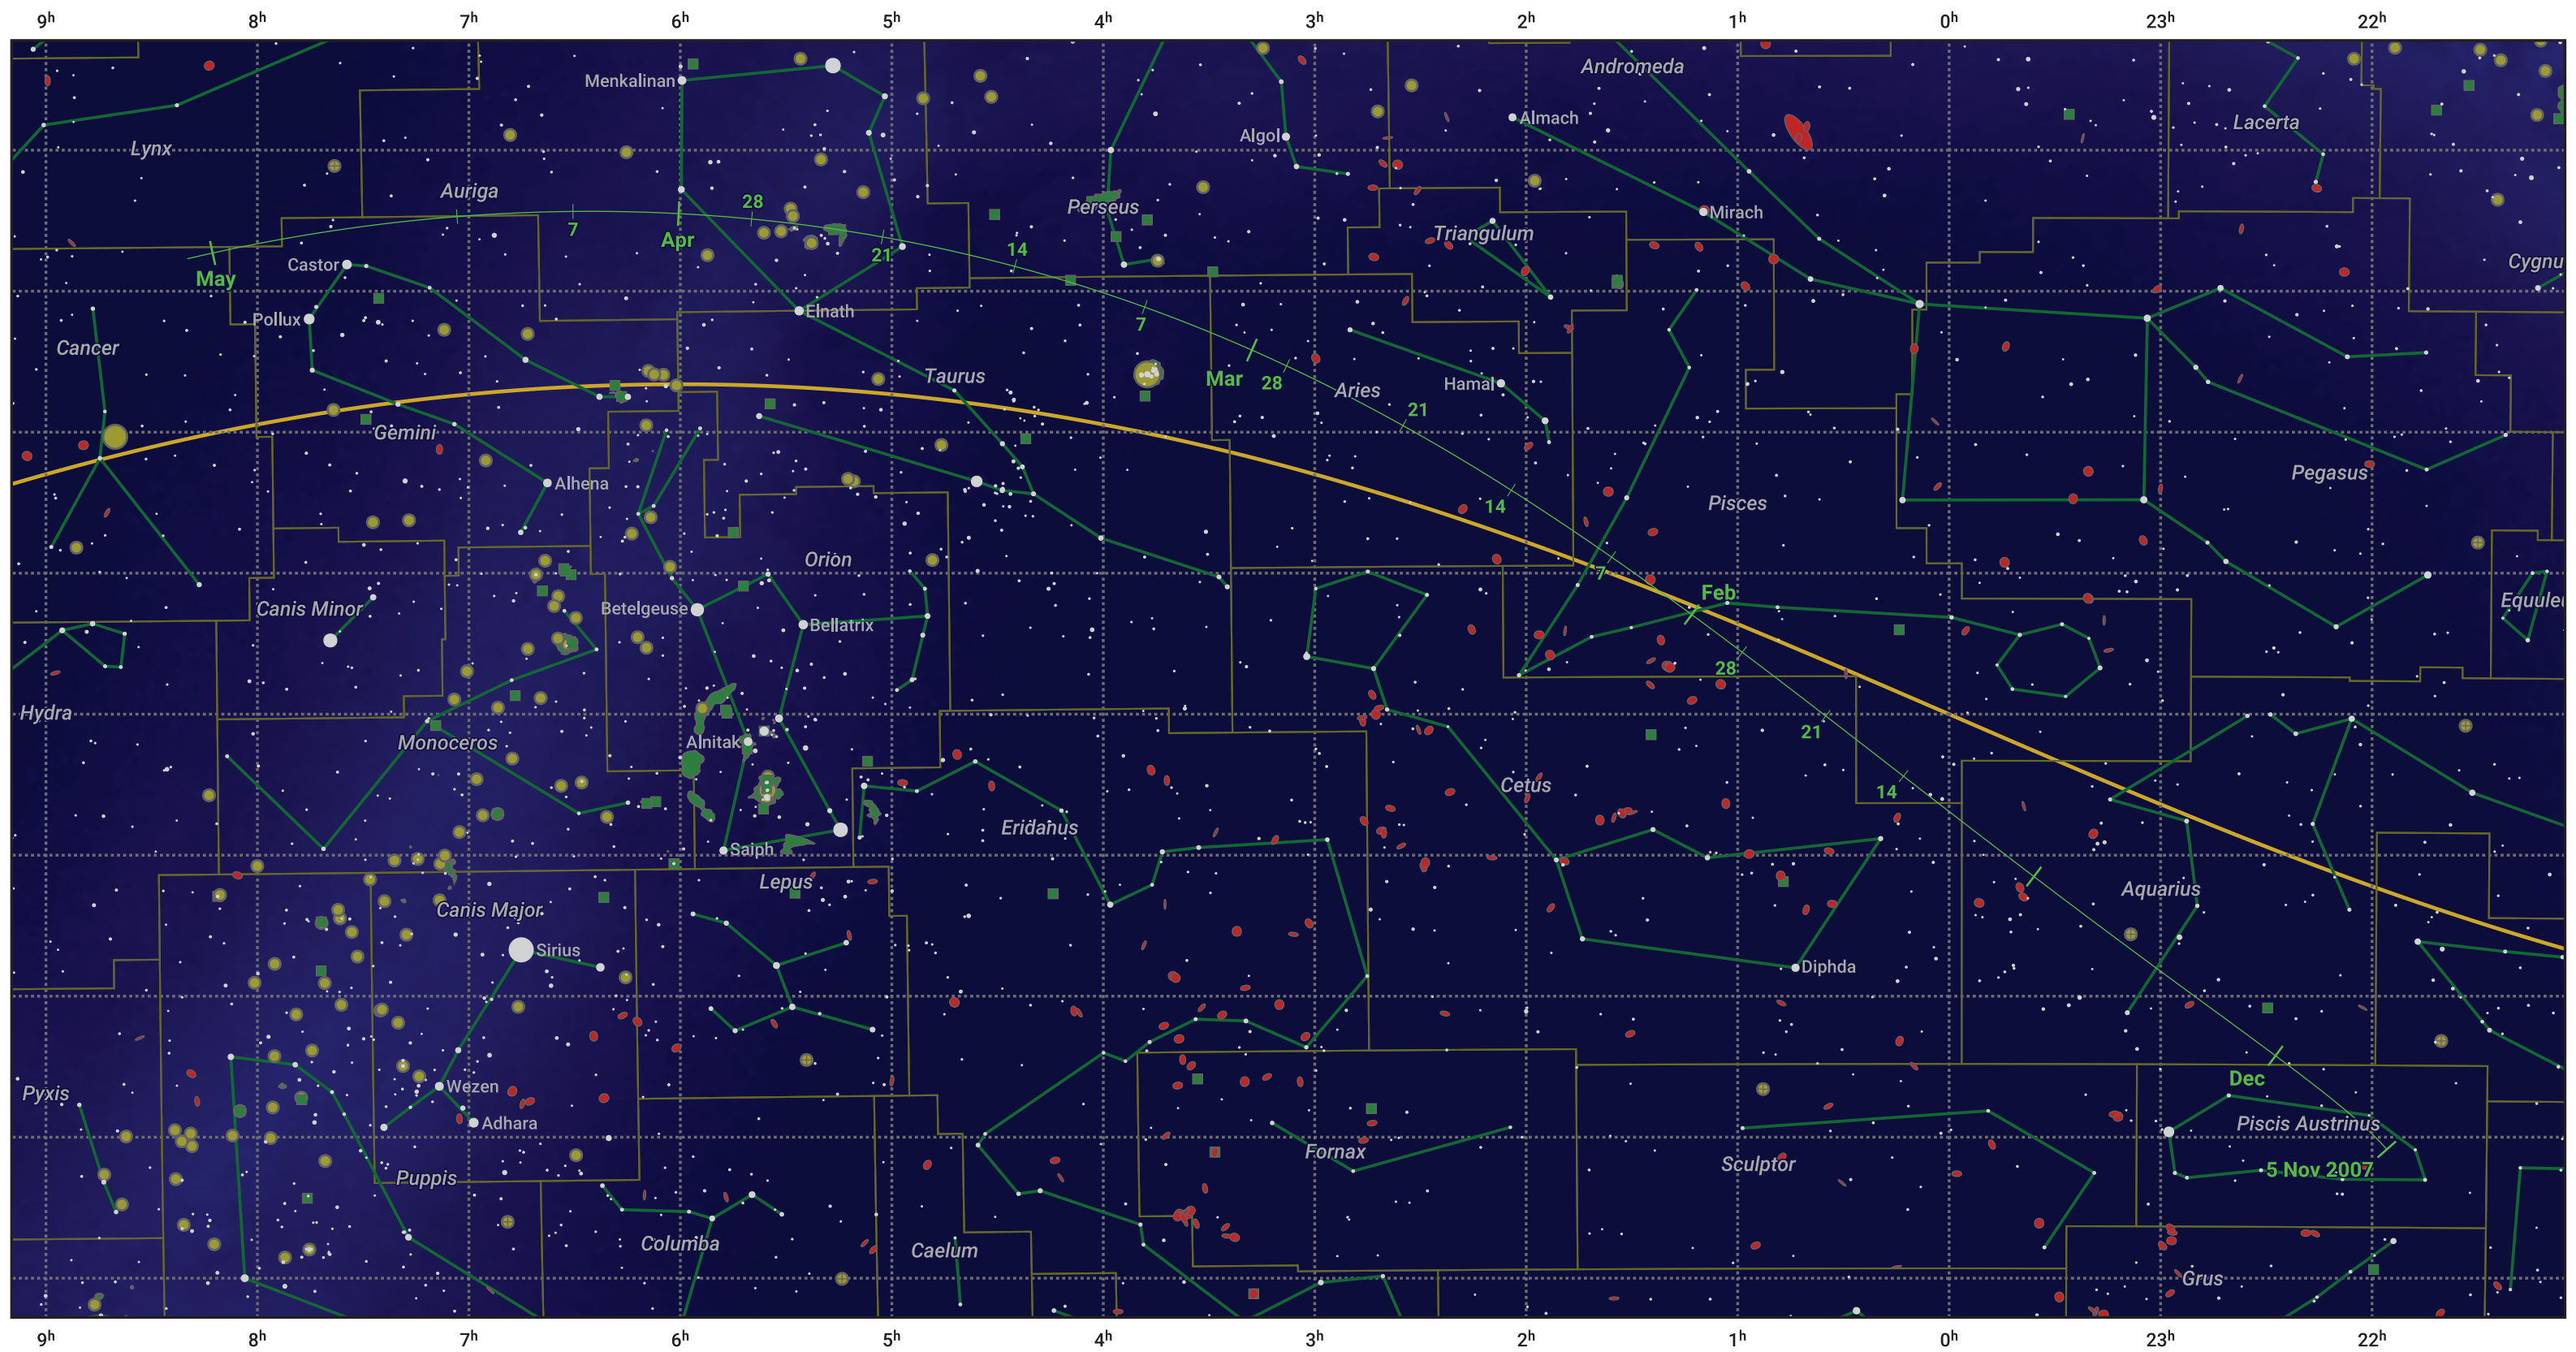 9h 8h 7h 6h 5h 4h 3h 2h 1h 0h 23h 22h
Andromeda
Menkalinan
Almach
Lacerta
Algol
Lynx
Auriga
28
Perseus
Mirach
7
Apr
21
14
Triangulum
Castor
May
Cygnu
Pollux
Elnath
7
Cancer
Taurus
Mar
28
Aries
Hamal
21
Gemini
Pegasus
Alhena
14
Pisces
Orion
7
Feb
Canis Minor
Betelgeuse
Bellatrix
Equule
28
Hydra
Monoceros
Alnitak
21
Cetus
14
Eridanus
Saiph
Lepus
Aquarius
Canis Major
Sirius
Diphda
Dec
Pyxis
Wezen
Adhara
Piscis Austrinus
Fornax
Sculptor
5 Nov 2007
Puppis
Columba
Caelum
Grus
9h 8h 7h 6h 5h 4h 3h 2h 1h 0h 23h 22h